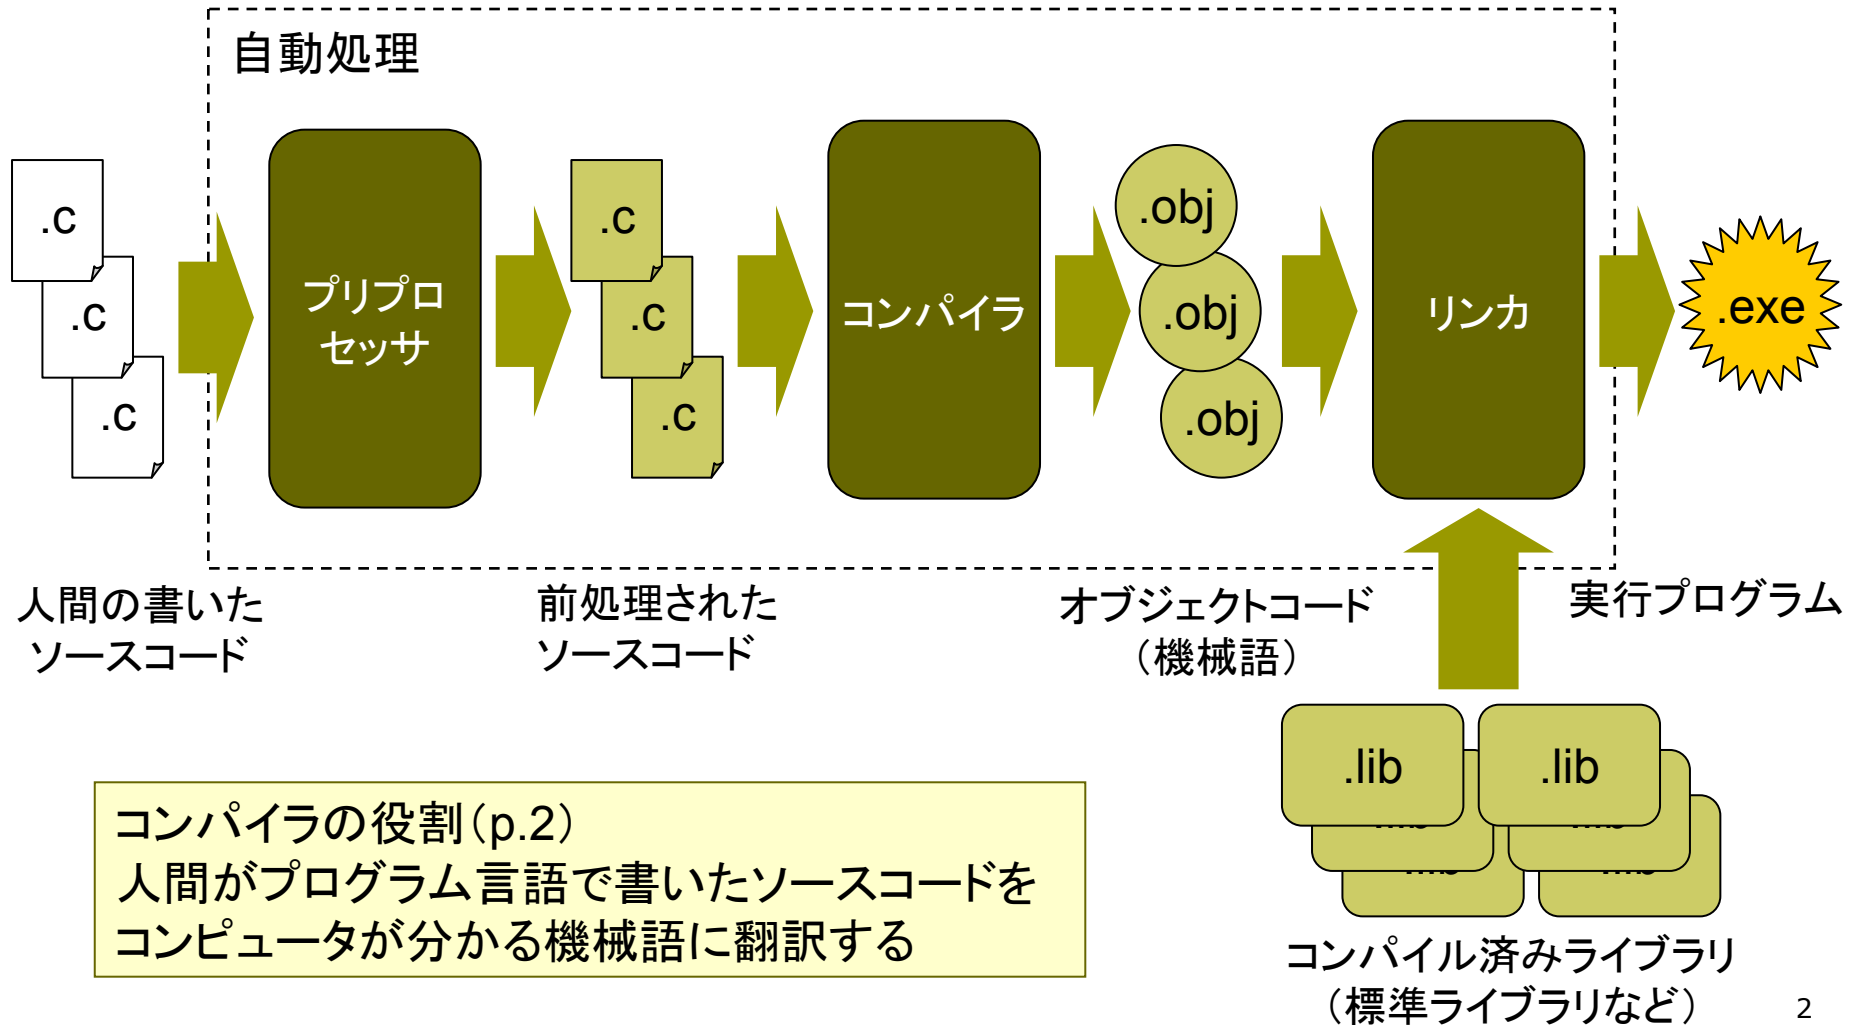 自動処理
.c
.c
.c
プリプロ
セッサ
.c
.c
.c
コンパイラ
.obj
.obj
.obj
リンカ
.exe
人間の書いた
ソースコード
前処理された
ソースコード
オブジェクトコード
（機械語）
実行プログラム
.lib
.lib
コンパイル済みライブラリ
（標準ライブラリなど）
コンパイラの役割（p.2）
人間がプログラム言語で書いたソースコードを
コンピュータが分かる機械語に翻訳する
2